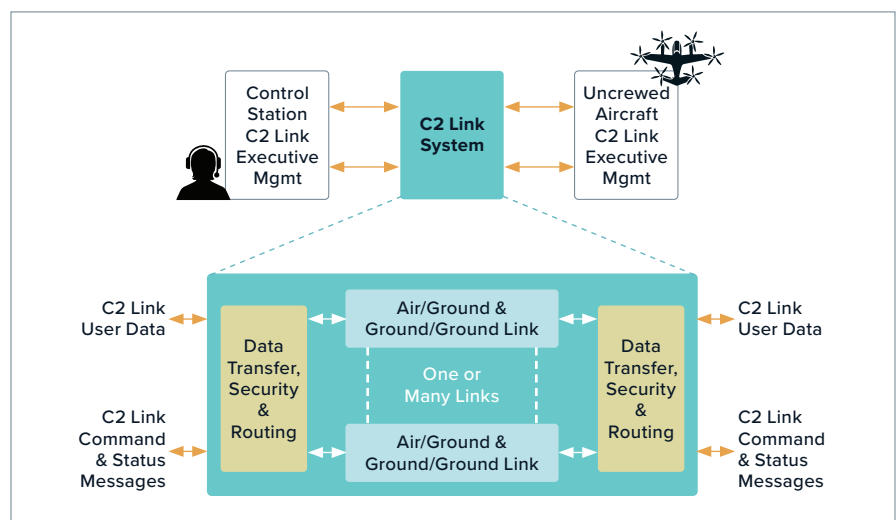 Control
Station
C2 Link
Executive
Mgmt
C2 Link
System
Uncrewed
Aircraft
C2 Link
Executive
Mgmt
C2 Link
User Data
C2 Link
Command
& Status
Messages
Data
Transfer,
Security
&
Routing
Air/Ground &
Ground/Ground Link
One or
Many Links
Air/Ground &
Ground/Ground Link
Data
Transfer,
Security
&
Routing
C2 Link
User Data
C2 Link
Command
& Status
Messages